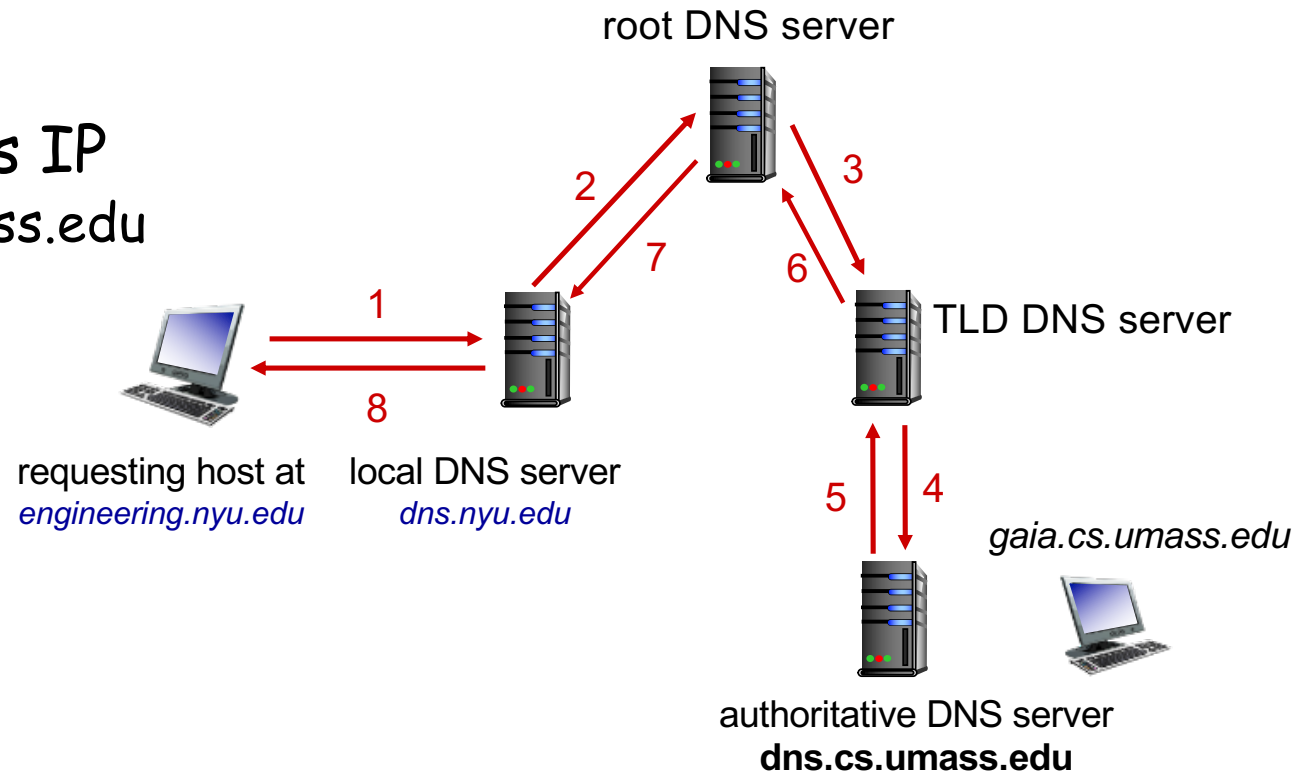 root DNS server
s IP
ss.edu
2
3
7
6
1
TLD DNS server
8
requesting host at
engineering.nyu.edu
local DNS server
dns.nyu.edu
5
4
gaia.cs.umass.edu
authoritative DNS server
dns.cs.umass.edu